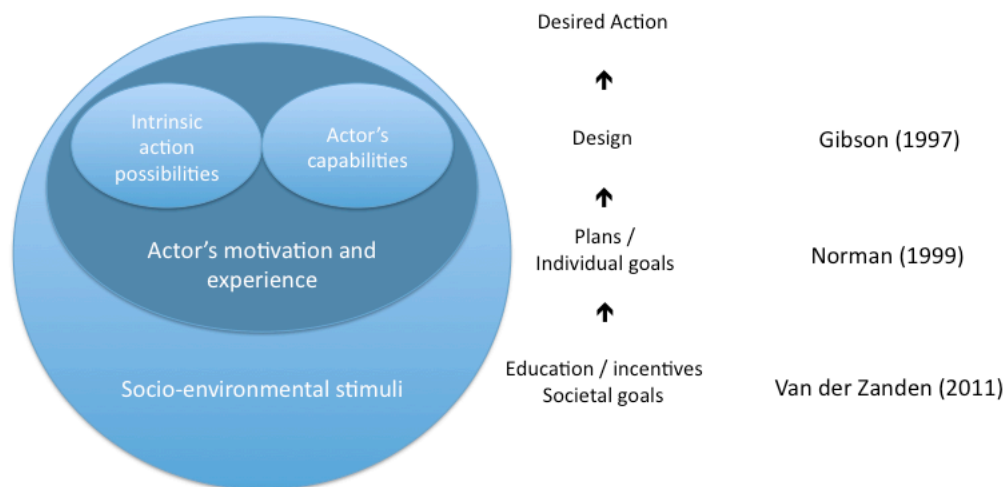 Desired Action
Intrinsic
action
possibilities
Actor's
capabilities
Design
Gibson (1997)
Actor's motivation and
experience
Plans /
Individual goals
Norman (1999)
Socio-environmental stimuli
Education / incentives
Societal goals
Van der Zanden (2011)